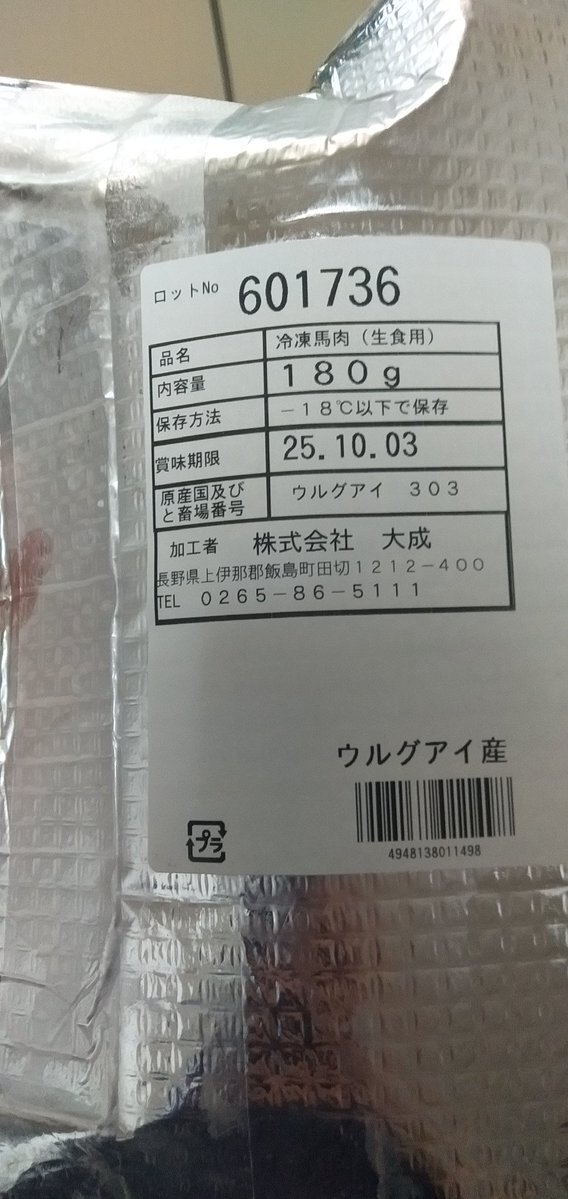 ロットNo 601736
品名 冷凍馬肉（生食用）
内容量 １８０ｇ
保存方法 －１８℃以下で保存
賞味期限 25.10.03
原産国及び
と畜場番号 ウルグアイ ３０３
加工者 株式会社 大成
長野県上伊那郡飯島町田切１２１２－４００
TEL ０２６５－８６－５１１１
ウルグアイ産
プラ
4948138011498